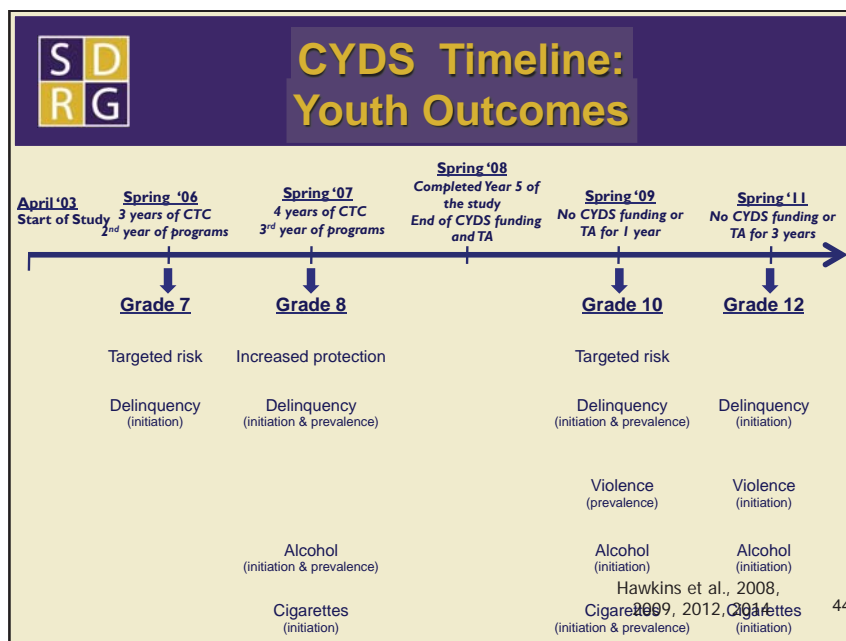 S D
R G
CYDS Timeline:
Youth Outcomes
April '03
Start of Study
Spring '06
3 years of CTC
2nd year of programs
Spring '07
4 years of CTC
3rd year of programs
Spring '08
Completed Year 5 of
the study
End of CYDS funding
and TA
Spring '09
No CYDS funding or
TA for 1 year
Spring '11
No CYDS funding or
TA for 3 years
Grade 7
Grade 8
Grade 10
Grade 12
Targeted risk
Increased protection
Targeted risk
Delinquency
(initiation)
Delinquency
(initiation & prevalence)
Delinquency
(initiation & prevalence)
Delinquency
(initiation)
Violence
(prevalence)
Violence
(initiation)
Alcohol
(initiation & prevalence)
Alcohol
(initiation)
Alcohol
(initiation)
Hawkins et al., 2008,
2009, 2012, 2014
44
Cigarettes
(initiation)
Cigarettes
(initiation & prevalence)
Cigarettes
(initiation)